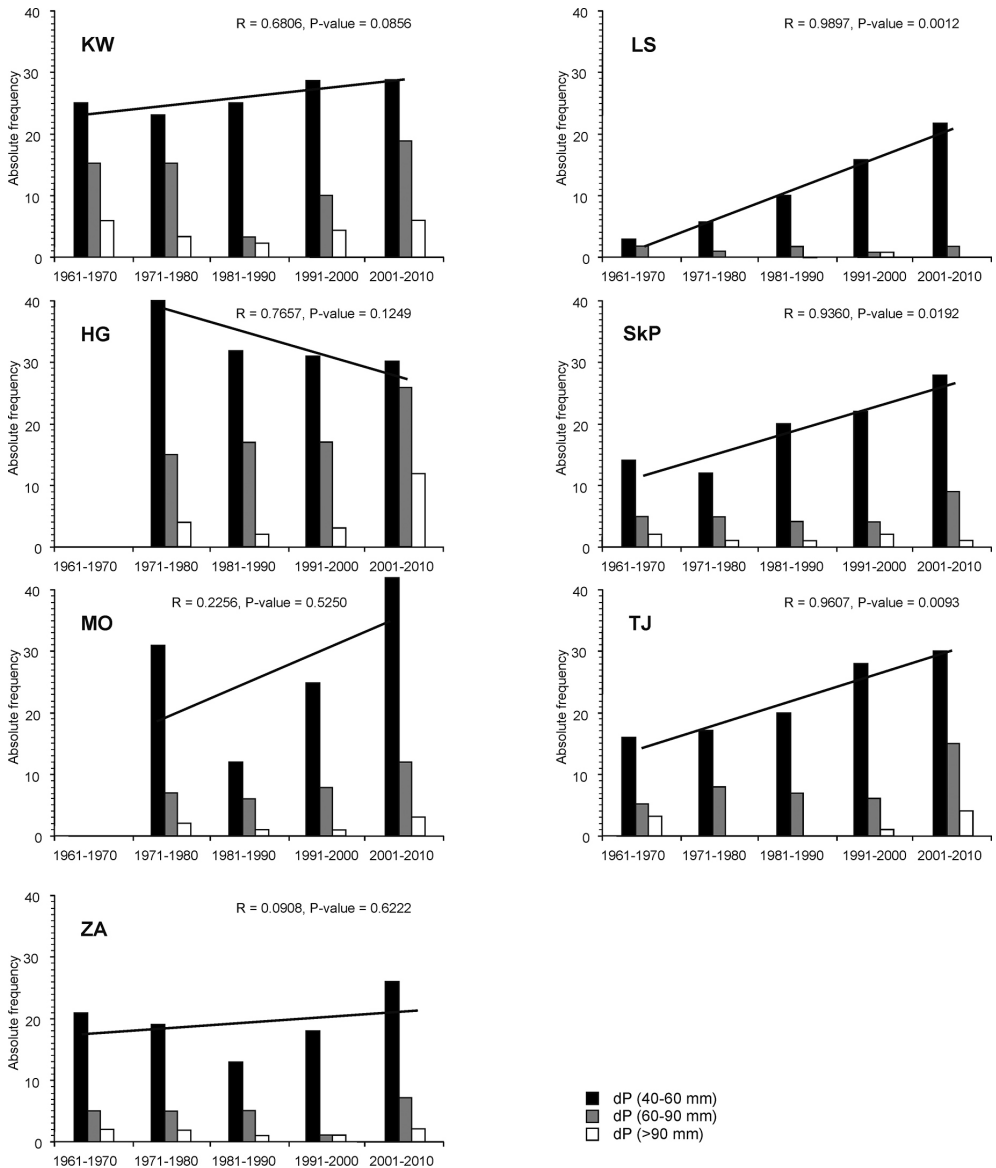 KW
R = 0.6806, P-value = 0.0856
Absolute frequency
40
30
20
10
0
1961-1970 1971-1980 1981-1990 1991-2000 2001-2010
LS
R = 0.9897, P-value = 0.0012
Absolute frequency
40
30
20
10
0
1961-1970 1971-1980 1981-1990 1991-2000 2001-2010
HG
R = 0.7657, P-value = 0.1249
Absolute frequency
40
30
20
10
0
1961-1970 1971-1980 1981-1990 1991-2000 2001-2010
SkP
R = 0.9360, P-value = 0.0192
Absolute frequency
40
30
20
10
0
1961-1970 1971-1980 1981-1990 1991-2000 2001-2010
MO
R = 0.2256, P-value = 0.5250
Absolute frequency
40
30
20
10
0
1961-1970 1971-1980 1981-1990 1991-2000 2001-2010
TJ
R = 0.9607, P-value = 0.0093
Absolute frequency
40
30
20
10
0
1961-1970 1971-1980 1981-1990 1991-2000 2001-2010
ZA
R = 0.0908, P-value = 0.6222
Absolute frequency
40
30
20
10
0
1961-1970 1971-1980 1981-1990 1991-2000 2001-2010
dP (40-60 mm)
dP (60-90 mm)
dP (>90 mm)